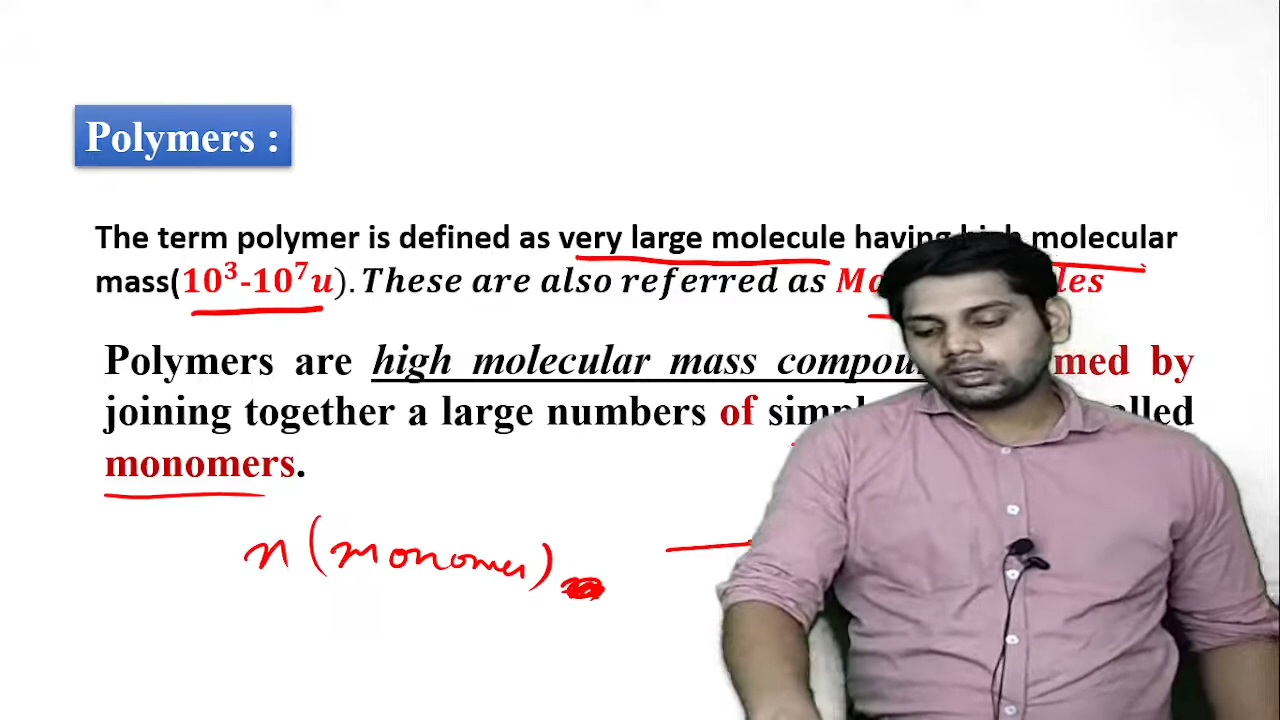 Polymers :
The term polymer is defined as very large molecule having high molecular
mass(10³-10⁷u). These are also referred as
Polymers are high molecular mass by
joining together a large numbers of
monomers.
n (monomer)